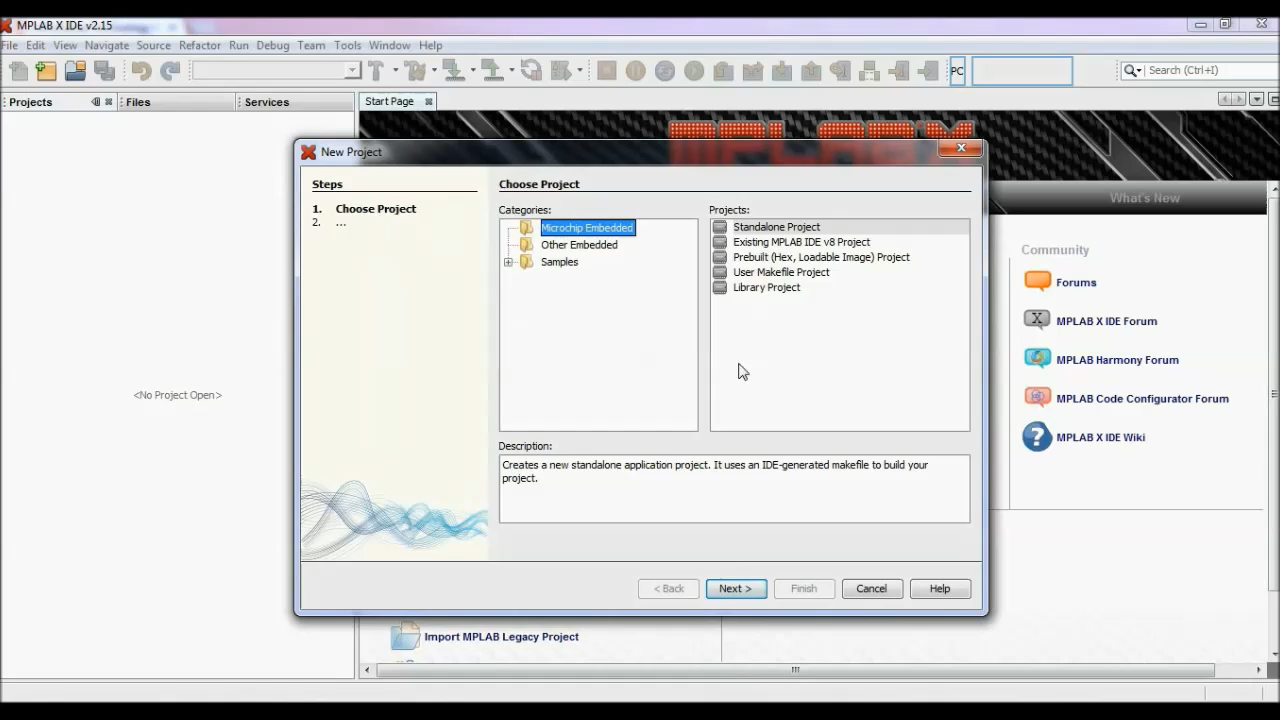 MPLAB X IDE v2.15
File Edit View Navigate Source Refactor Run Debug Team Tools Window Help
PC
Search (Ctrl+I)
Projects
Files
Services
Start Page
MPLAB X
What's New
<No Project Open>
New Project
Steps
1. Choose Project
2. ...
Choose Project
Categories:
Microchip Embedded
Other Embedded
Samples
Projects:
Standalone Project
Existing MPLAB IDE v8 Project
Prebuilt (Hex, Loadable Image) Project
User Makefile Project
Library Project
Description:
Creates a new standalone application project. It uses an IDE-generated makefile to build your
project.
< Back
Next >
Finish
Cancel
Help
Community
Forums
X
MPLAB X IDE Forum
MPLAB Harmony Forum
MPLAB Code Configurator Forum
?
MPLAB X IDE Wiki
Import MPLAB Legacy Project